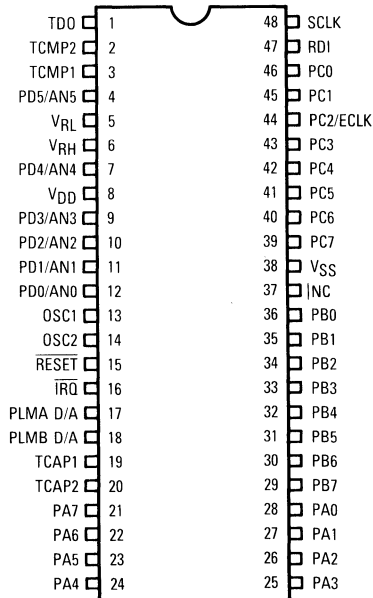 TDO 1 48 SCLK
TCMP2 2 47 RDI
TCMP1 3 46 PC0
PD5/AN5 4 45 PC1
VRL 5 44 PC2/ECLK
VRH 6 43 PC3
PD4/AN4 7 42 PC4
VDD 8 41 PC5
PD3/AN3 9 40 PC6
PD2/AN2 10 39 PC7
PD1/AN1 11 38 VSS
PD0/AN0 12 37 NC
OSC1 13 36 PB0
OSC2 14 35 PB1
RESET 15 34 PB2
IRQ 16 33 PB3
PLMA D/A 17 32 PB4
PLMB D/A 18 31 PB5
TCAP1 19 30 PB6
TCAP2 20 29 PB7
PA7 21 28 PA0
PA6 22 27 PA1
PA5 23 26 PA2
PA4 24 25 PA3